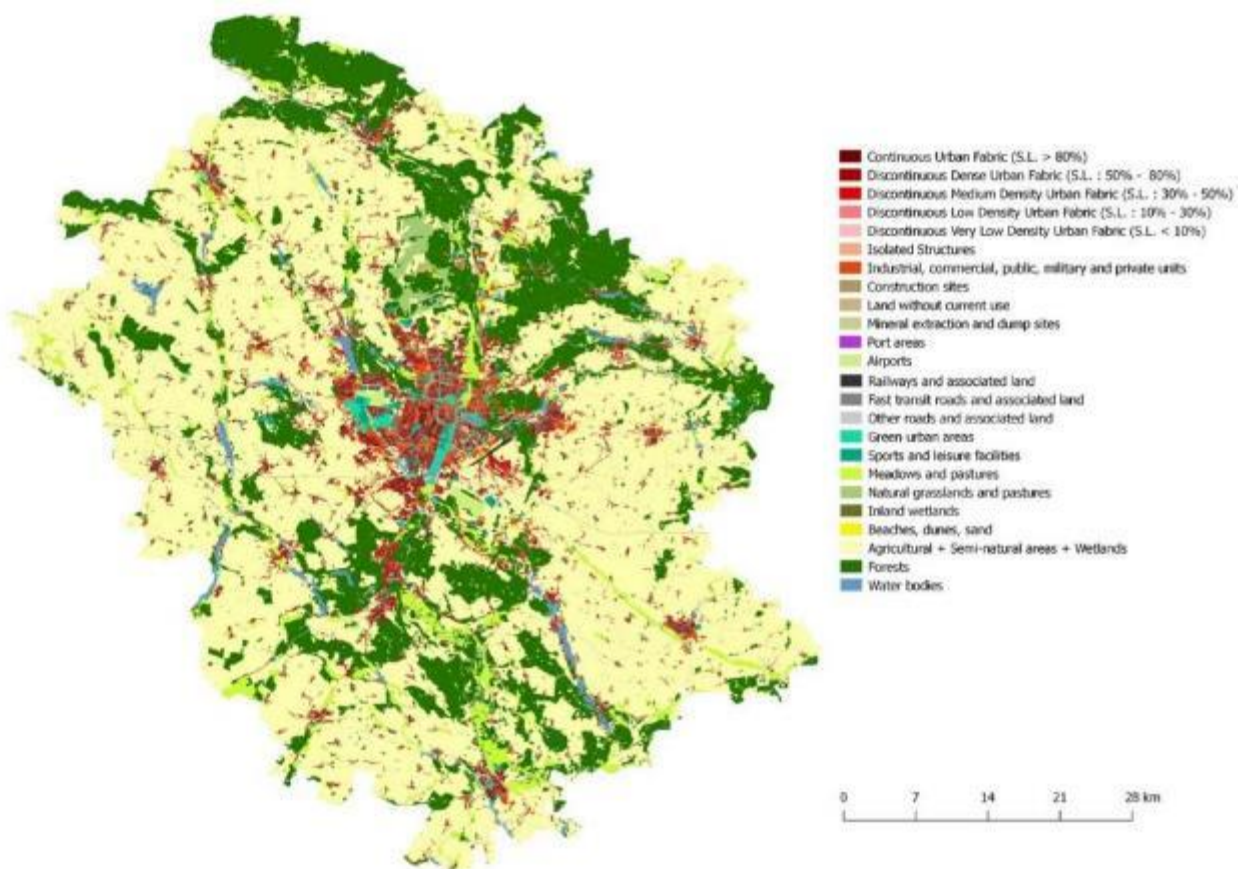 Continuous Urban Fabric (S.L. > 80%)
Discontinuous Dense Urban Fabric (S.L. : 50% - 80%)
Discontinuous Medium Density Urban Fabric (S.L. : 30% - 50%)
Discontinuous Low Density Urban Fabric (S.L. : 10% - 30%)
Discontinuous Very Low Density Urban Fabric (S.L. < 10%)
Isolated Structures
Industrial, commercial, public, military and private units
Construction sites
Land without current use
Mineral extraction and dump sites
Port areas
Airports
Railways and associated land
Fast transit roads and associated land
Other roads and associated land
Green urban areas
Sports and leisure facilities
Meadows and pastures
Natural grasslands and pastures
Inland wetlands
Beaches, dunes, sand
Agricultural + Semi-natural areas + Wetlands
Forests
Water bodies
0 7 14 21 28 km